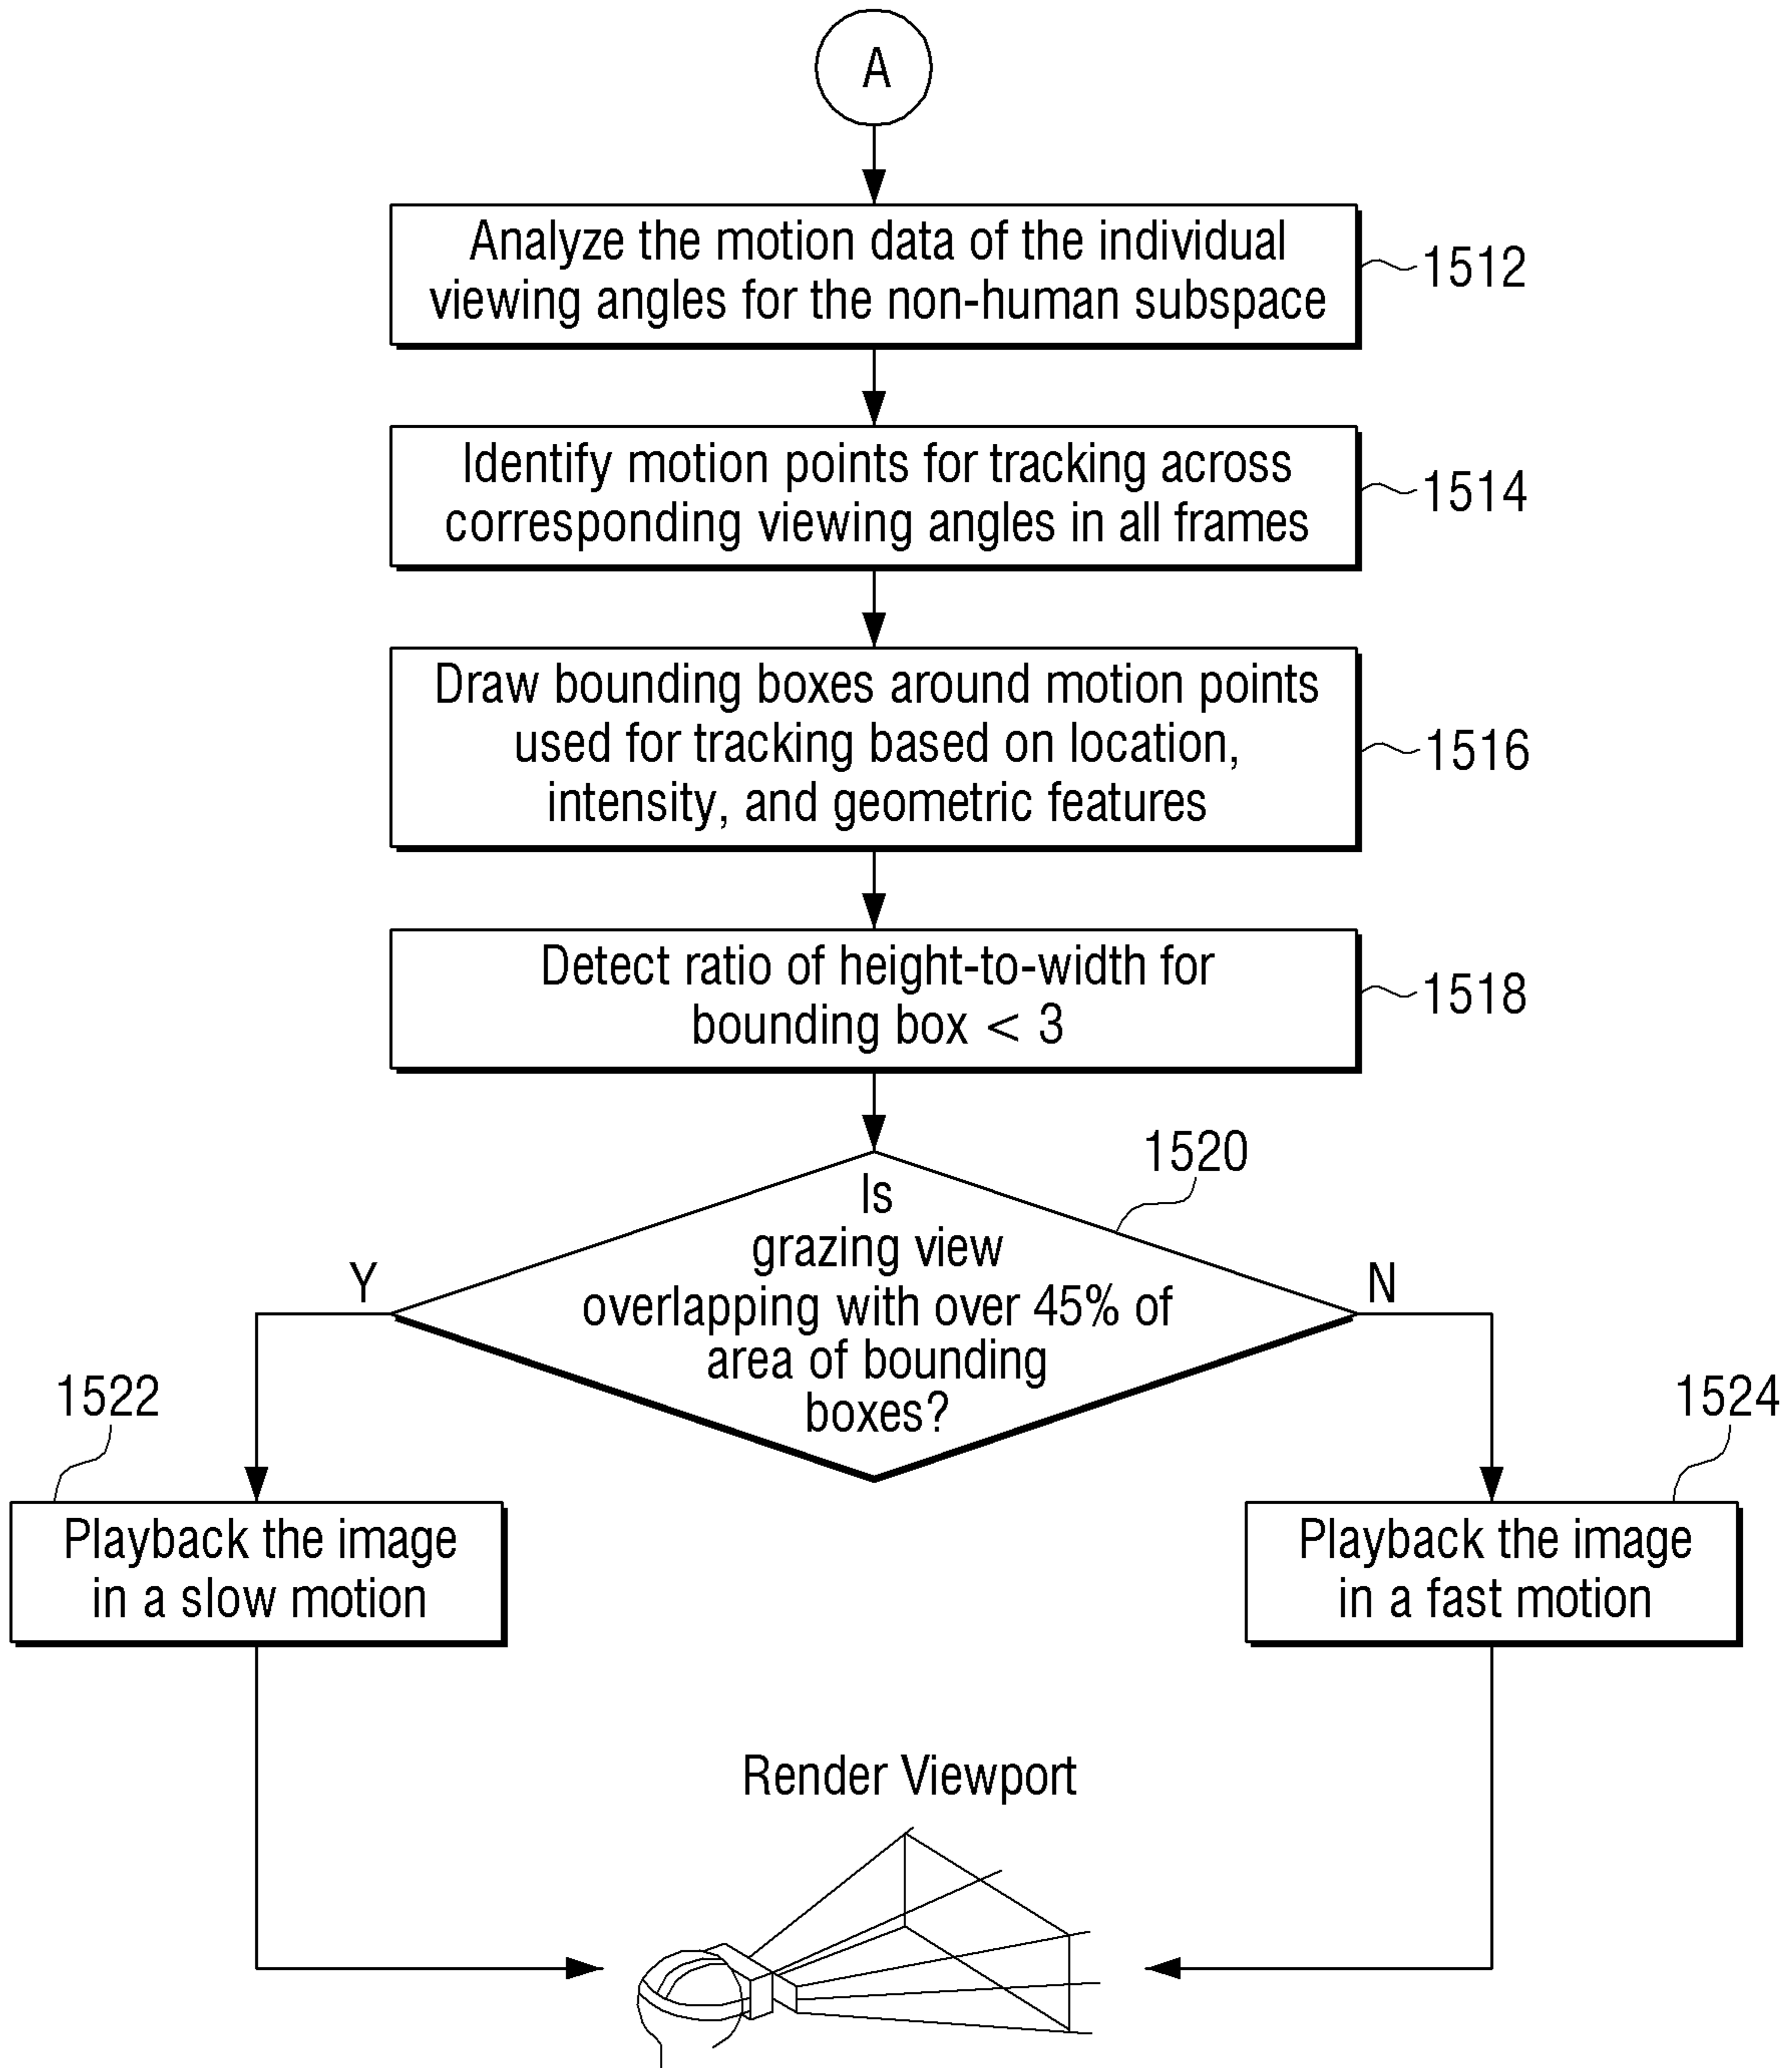 A
Analyze the motion data of the individual
viewing angles for the non-human subspace
1512
Identify motion points for tracking across
corresponding viewing angles in all frames
1514
Draw bounding boxes around motion points
used for tracking based on location,
intensity, and geometric features
1516
Detect ratio of height-to-width for
bounding box < 3
1518
1520
Is
grazing view
overlapping with over 45% of
area of bounding
boxes?
Y
N
1522
Playback the image
in a slow motion
1524
Playback the image
in a fast motion
Render Viewport